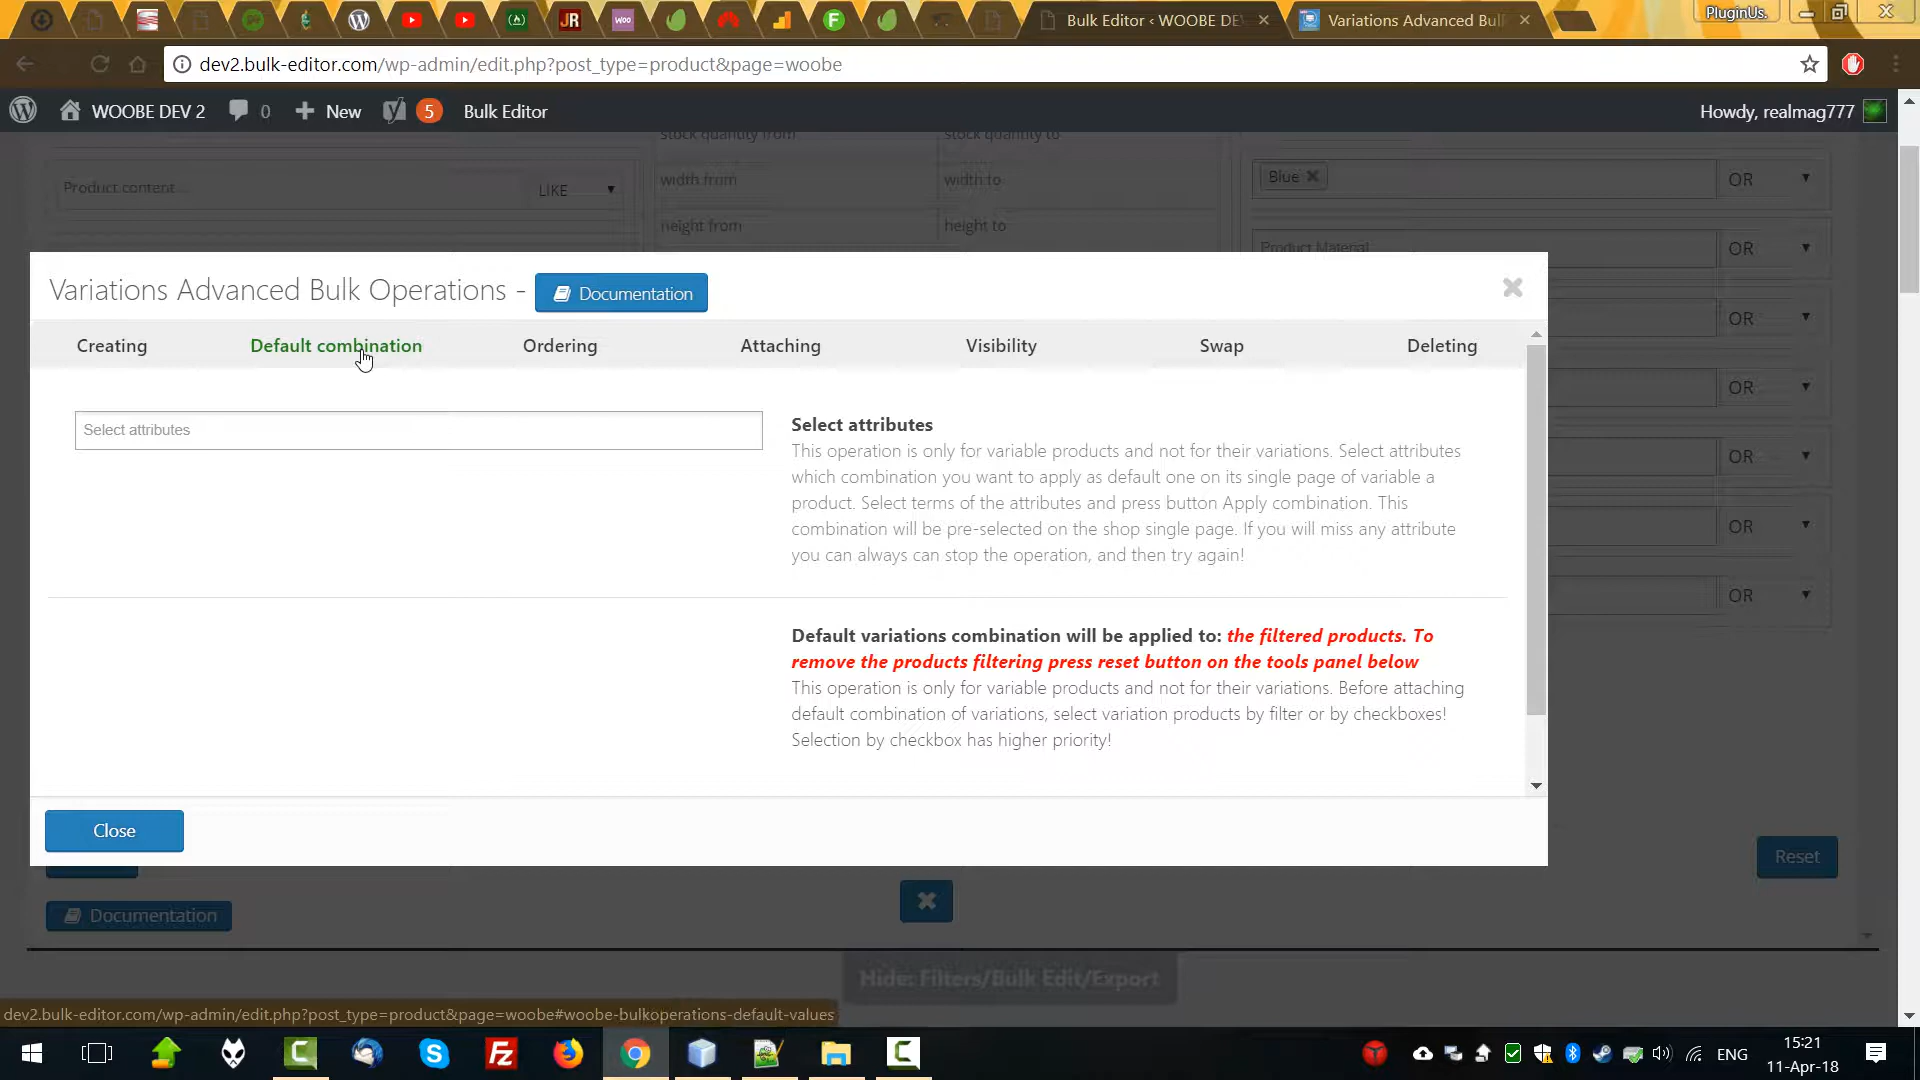 JR
woo
F
Bulk Editor ‹ WOOBE DE
Variations Advanced Bul
PluginUs.
dev2.bulk-editor.com/wp-admin/edit.php?post_type=product&page=woobe
WOOBE DEV 2
0
New
5
Bulk Editor
Howdy, realmag777
stock quantity from
stock quantity to
Product content...
LIKE
width from
width to
Blue
OR
height from
height to
Product Material
OR
Variations Advanced Bulk Operations -
Documentation
Creating
Default combination
Ordering
Attaching
Visibility
Swap
Deleting
OR
OR
OR
OR
OR
Select attributes
Select attributes
This operation is only for variable products and not for their variations. Select attributes
which combination you want to apply as default one on its single page of variable a
product. Select terms of the attributes and press button Apply combination. This
combination will be pre-selected on the shop single page. If you will miss any attribute
you can always can stop the operation, and then try again!
Default variations combination will be applied to: the filtered products. To
remove the products filtering press reset button on the tools panel below
This operation is only for variable products and not for their variations. Before attaching
default combination of variations, select variation products by filter or by checkboxes!
Selection by checkbox has higher priority!
Close
Reset
Documentation
Hide: Filters/Bulk Edit/Export
dev2.bulk-editor.com/wp-admin/edit.php?post_type=product&page=woobe#woobe-bulkoperations-default-values
ENG
15:21
11-Apr-18